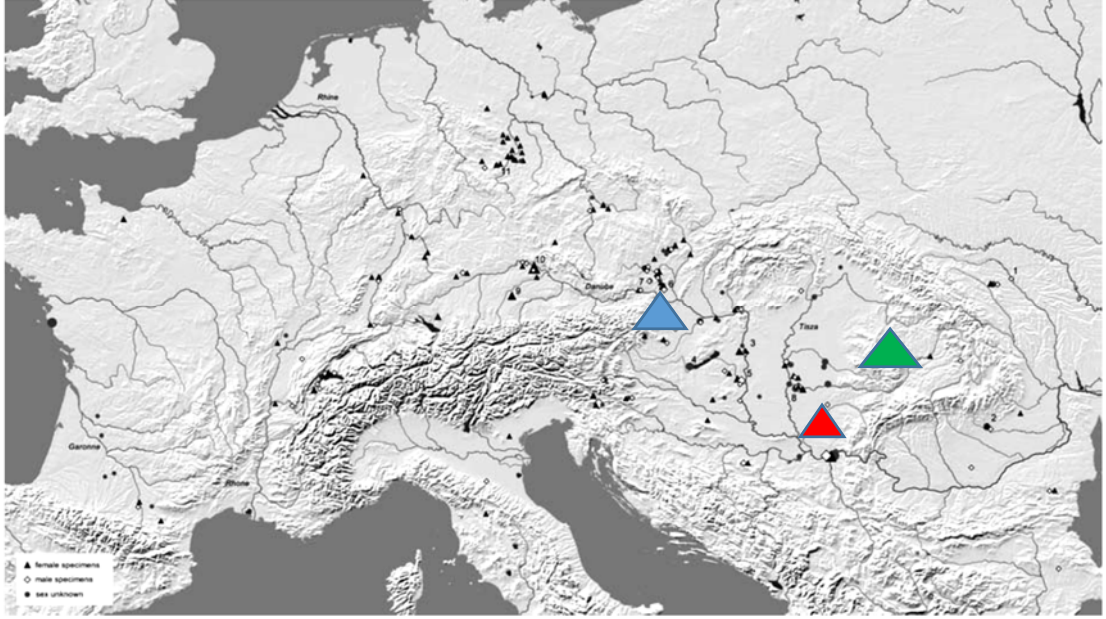 Rhine
11
10
1
9
Danube
7
6
Tisza
3
4
5
8
2
Garonne
Rhone
female specimens
male specimens
sex unknown